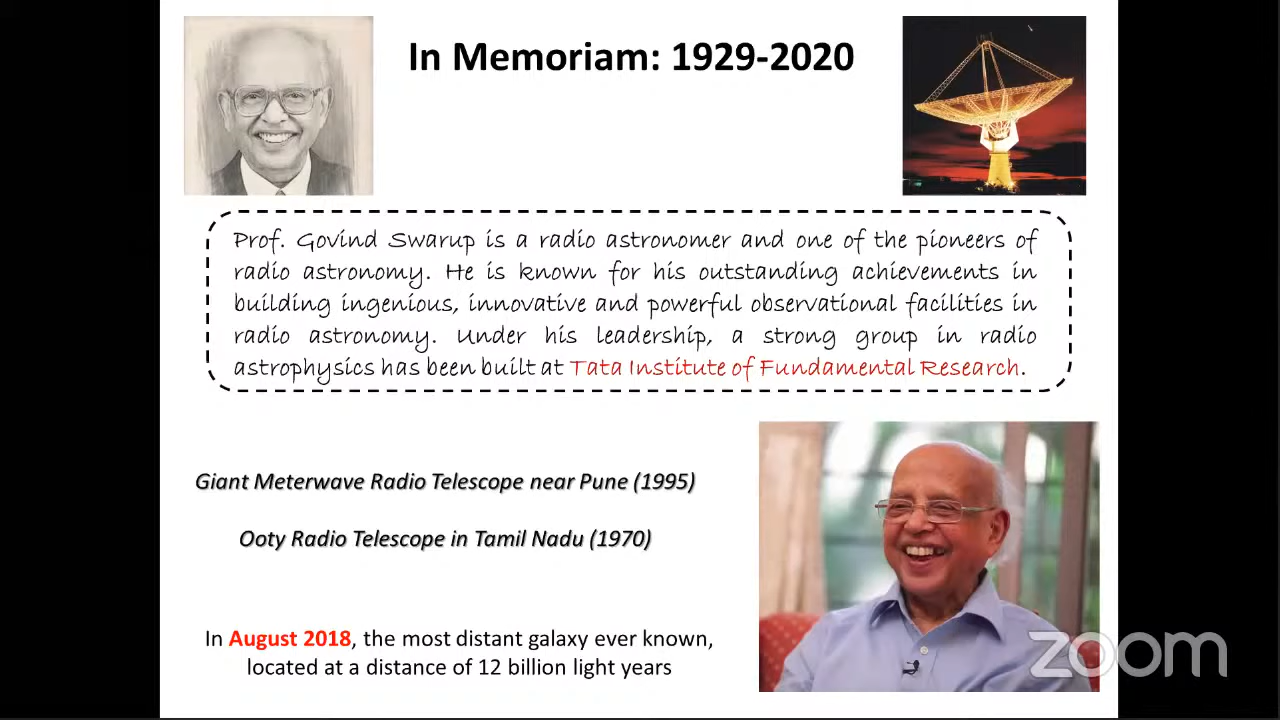 In Memoriam: 1929-2020
Prof. Govind Swarup is a radio astronomer and one of the pioneers of
radio astronomy. He is known for his outstanding achievements in
building ingenious, innovative and powerful observational facilities in
radio astronomy. Under his leadership, a strong group in radio
astrophysics has been built at Tata Institute of Fundamental Research.
Giant Meterwave Radio Telescope near Pune (1995)
Ooty Radio Telescope in Tamil Nadu (1970)
In August 2018, the most distant galaxy ever known,
located at a distance of 12 billion light years
zoom